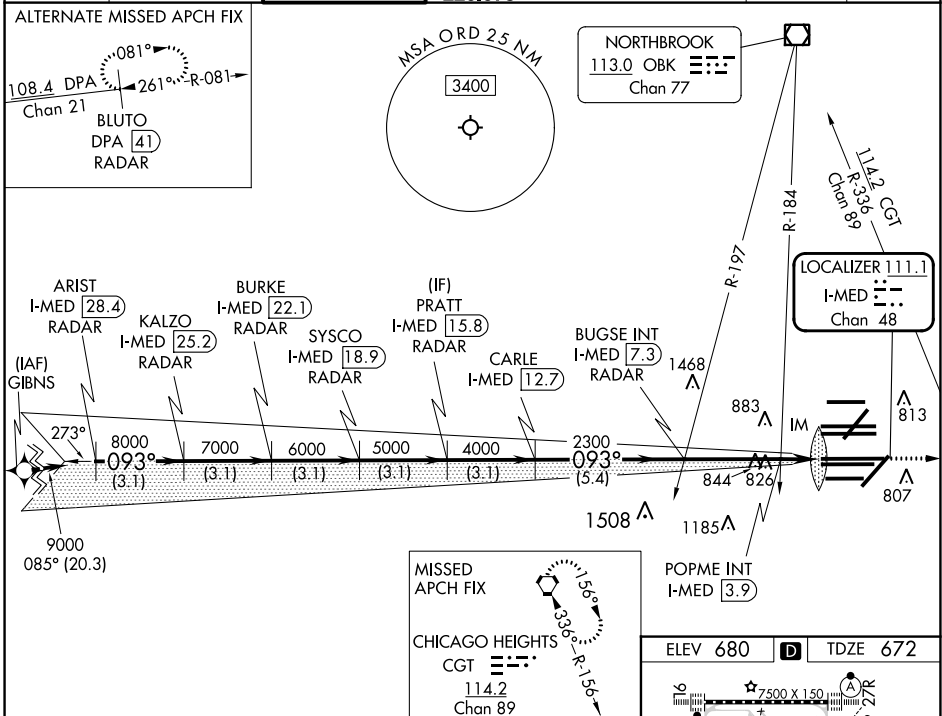 ALTERNATE MISSED APCH FIX
081°
108.4 DPA
261°
R-081
Chan 21
BLUTO
DPA 41
RADAR
MSA ORD 25 NM
3400
NORTHBROOK
113.0 OBK
Chan 77
114.2 CGT
R-336
Chan 89
R-197
R-184
LOCALIZER 111.1
I-MED
Chan 48
(IAF)
GIBNS
ARIST
I-MED 28.4
RADAR
KALZO
I-MED 25.2
RADAR
BURKE
I-MED 22.1
RADAR
SYSCO
I-MED 18.9
RADAR
(IF)
PRATT
I-MED 15.8
RADAR
CARLE
I-MED 12.7
BUGSE INT
I-MED 7.3
RADAR
1468
883
IM
813
273°
8000
7000
6000
5000
4000
2300
093°
093°
(3.1)
(3.1)
(3.1)
(3.1)
(3.1)
(5.4)
844
826
807
9000
085° (20.3)
1508
1185
POPME INT
I-MED 3.9
MISSED
APCH FIX
156°
336°
R-156
CHICAGO HEIGHTS
CGT
114.2
Chan 89
ELEV 680
D
TDZE 672
9L
7500 X 150
A
27R